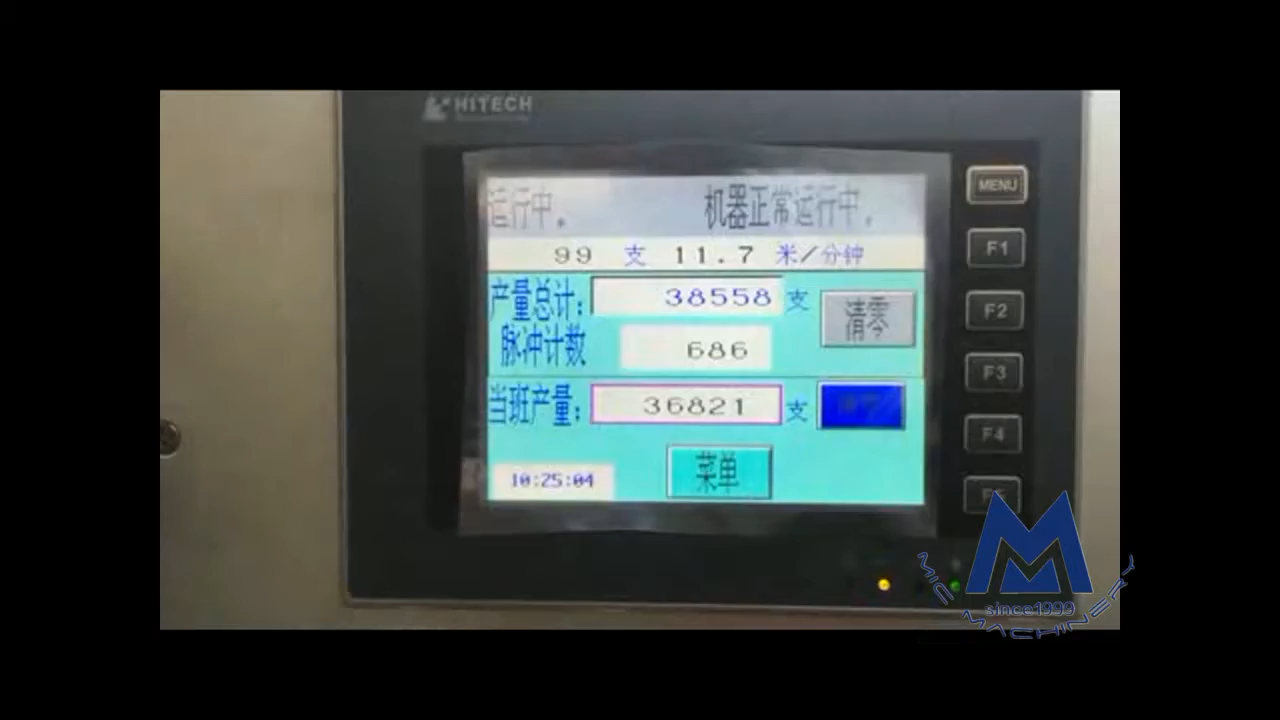 HITECH
运行中。 机器正常运行中。
99 支 11.7 米/分钟
产量总计: 38558 支 清零
脉冲计数 686
当班产量: 36821 支
10:25:04 菜单
MENU
F1
F2
F3
F4
M
since1999
MIC MACHINERY